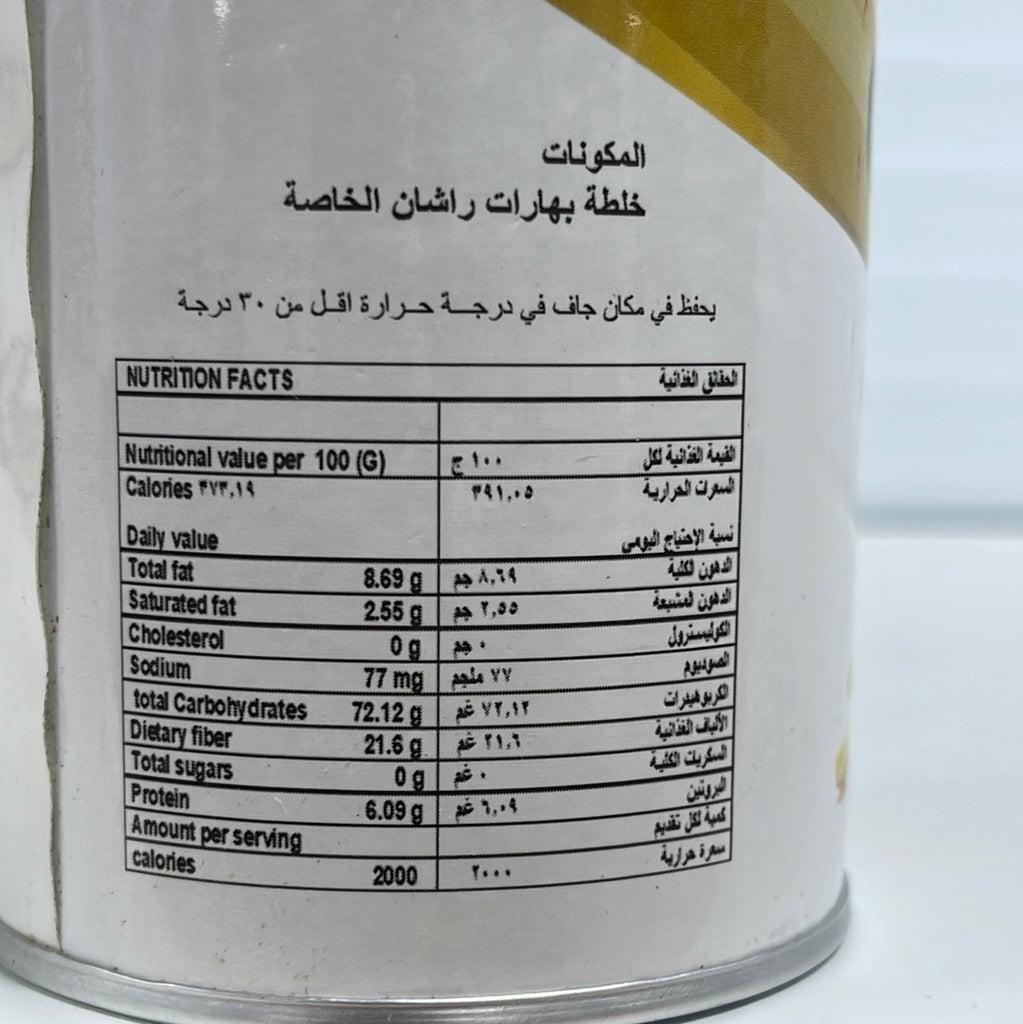 المكونات
خلطة بهارات راشان الخاصة
يحفظ في مكان جاف في درجة حرارة اقل من ٣٠ درجة
NUTRITION FACTS الحقائق الغذائية
Nutritional value per 100 (G) ١٠٠ ج القيمة الغذائية لكل
Calories ٣٧٣,١٩ ٣٩١,٠٥ السعرات الحرارية
Daily value نسبة الإحتياج اليومى
Total fat 8.69 g ٨,٦٩ جم الدهون الكلية
Saturated fat 2.55 g ٢,٥٥ جم الدهون المشبعة
Cholesterol 0 g ٠ جم الكوليسترول
Sodium 77 mg ٧٧ ملجم الصوديوم
total Carbohydrates 72.12 g ٧٢,١٢ غم الكربوهيدرات
Dietary fiber 21.6 g ٢١,٦ غم الألياف الغذائية
Total sugars 0 g ٠ غم السكريات الكلية
Protein 6.09 g ٦,٠٩ غم البروتين
Amount per serving كمية لكل تقديم
calories 2000 ٢٠٠٠ سعرة حرارية